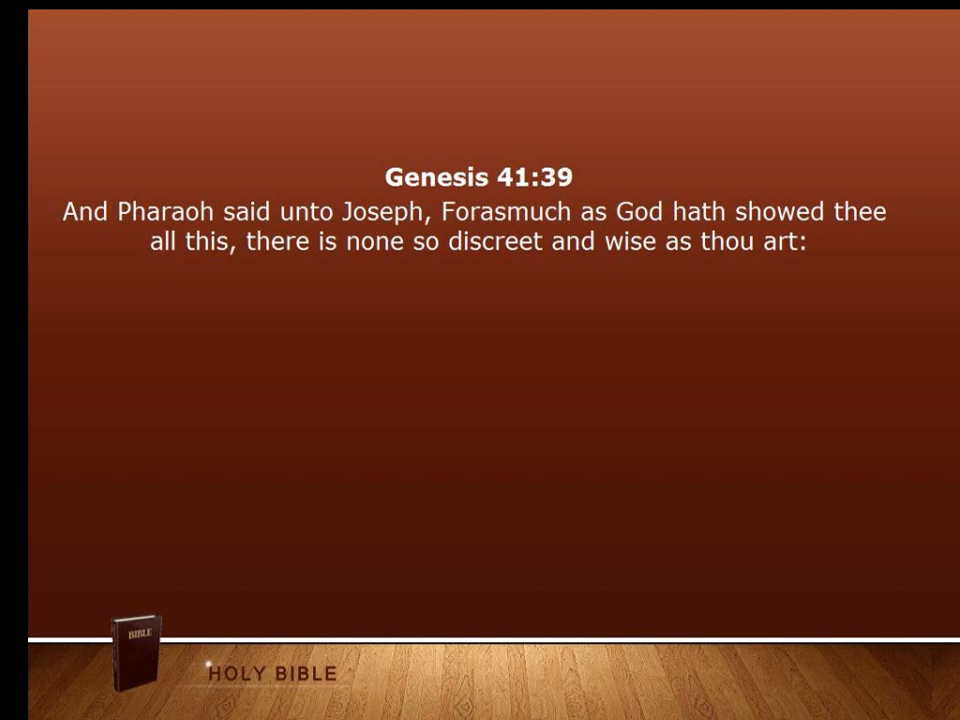 Genesis 41:39
And Pharaoh said unto Joseph, Forasmuch as God hath showed thee
all this, there is none so discreet and wise as thou art:
BIBLE
HOLY BIBLE